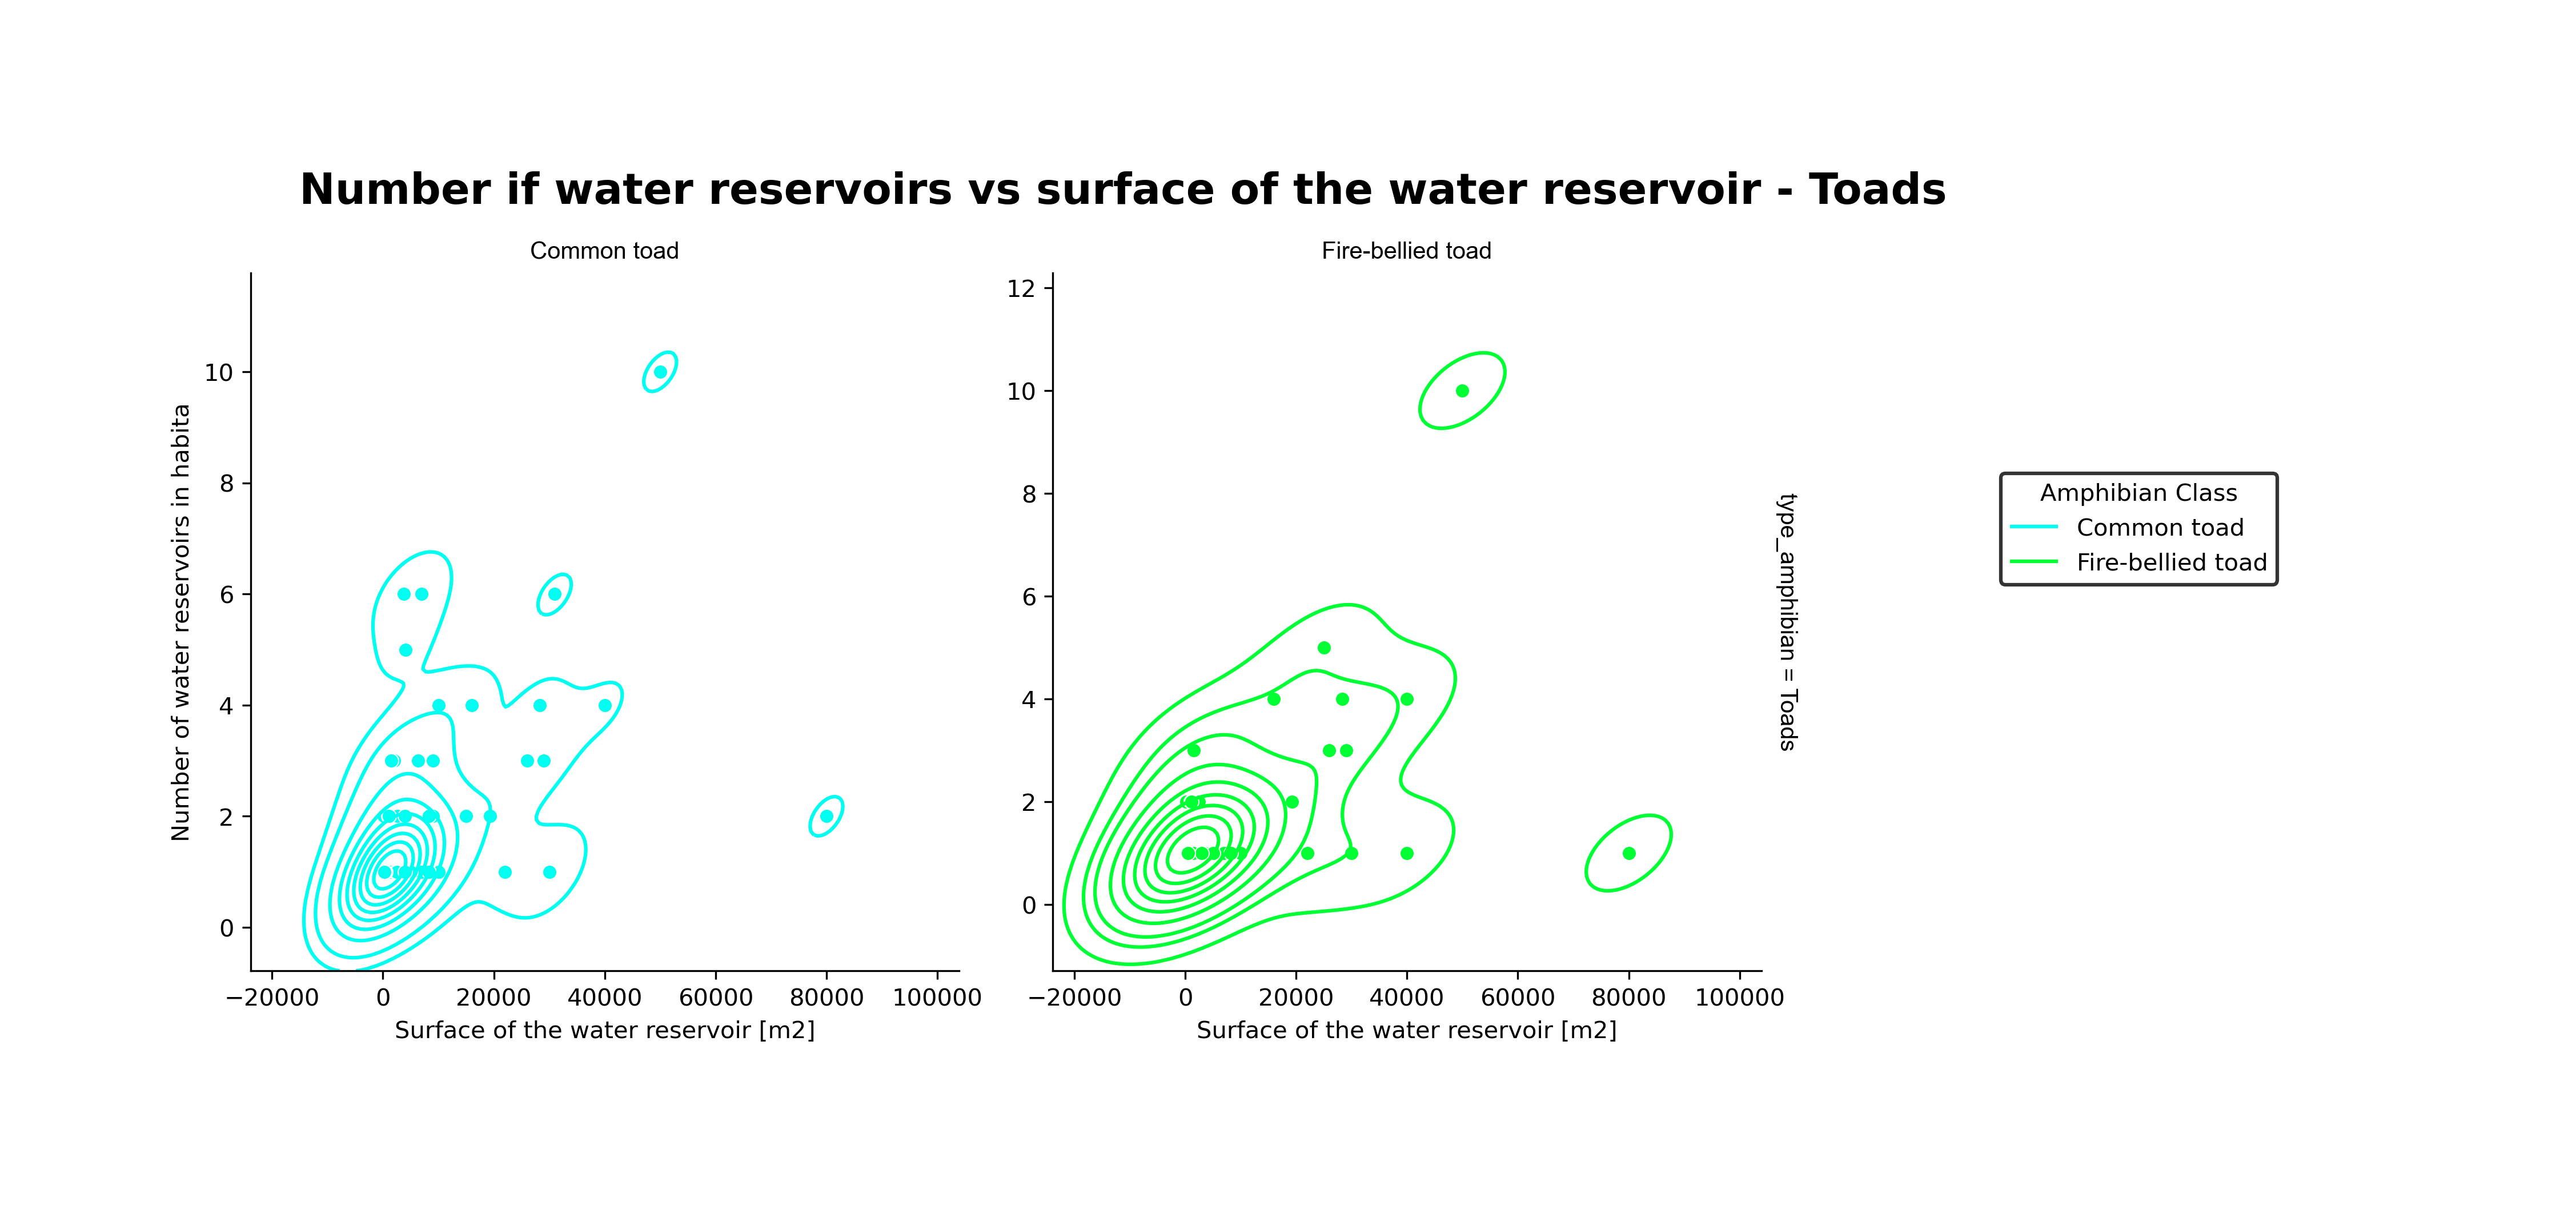 Number if water reservoirs vs surface of the water reservoir - Toads
Common toad
Number of water reservoirs in habita
10
8
6
4
2
0
−20000 0 20000 40000 60000 80000 100000
Surface of the water reservoir [m2]
Fire-bellied toad
12
10
8
6
4
2
0
−20000 0 20000 40000 60000 80000 100000
Surface of the water reservoir [m2]
type_amphibian = Toads
Amphibian Class
Common toad
Fire-bellied toad